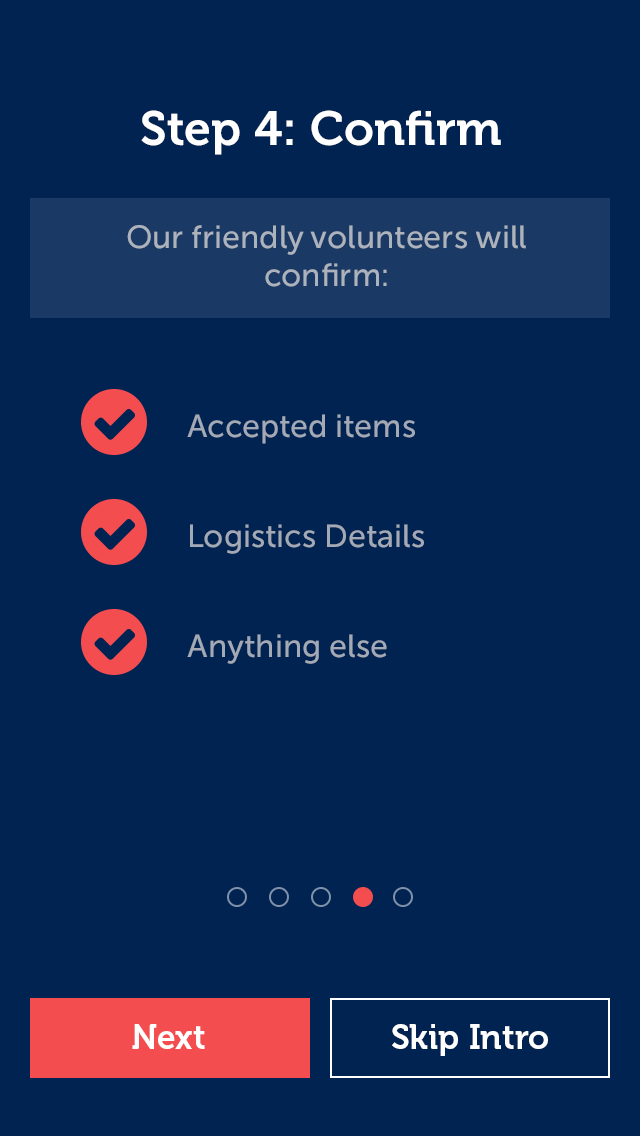 Step 4: Confirm
Our friendly volunteers will
confirm:
Accepted items
Logistics Details
Anything else
Next
Skip Intro